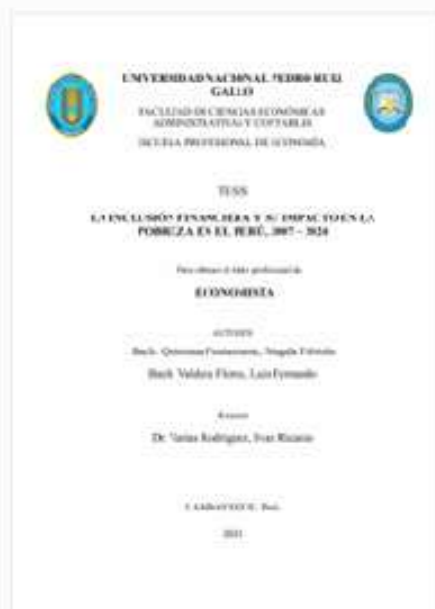 UNIVERSIDAD NACIONAL PEDRO RUIZ
GALLO
FACULTAD DE CIENCIAS ECONÓMICAS
ADMINISTRATIVAS Y CONTABLES
ESCUELA PROFESIONAL DE ECONOMÍA
TESIS
LA INCLUSIÓN FINANCIERA Y SU IMPACTO EN LA
POBREZA EN EL PERÚ, 2007 – 2020
Para obtener el título profesional de
ECONOMISTA
AUTORES
Bach.
Bach. Valdera Flores, Luis Fernando
Asesor
Dr. Rodríguez, Ivan Ricardo
LAMBAYEQUE,